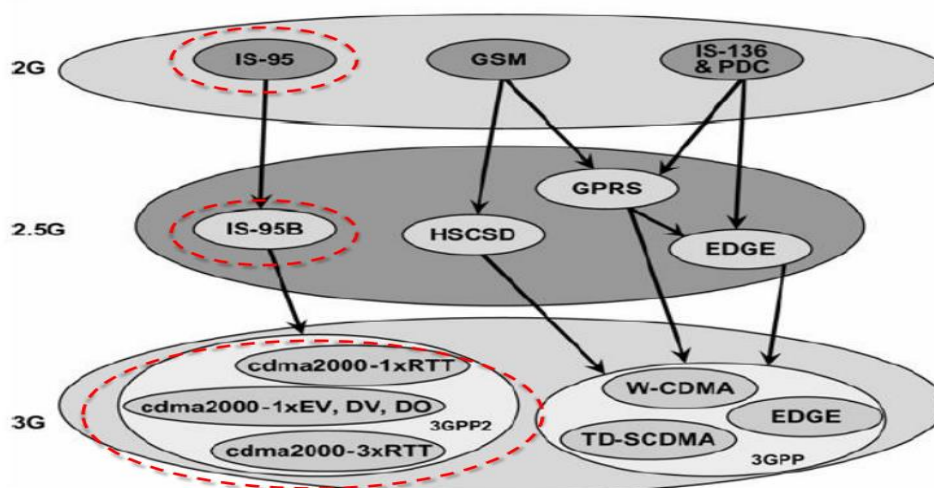 2G
IS-95
GSM
IS-136
& PDC
2.5G
IS-95B
HSCSD
GPRS
EDGE
3G
cdma2000-1xRTT
cdma2000-1xEV, DV, DO
3GPP2
cdma2000-3xRTT
W-CDMA
EDGE
TD-SCDMA
3GPP